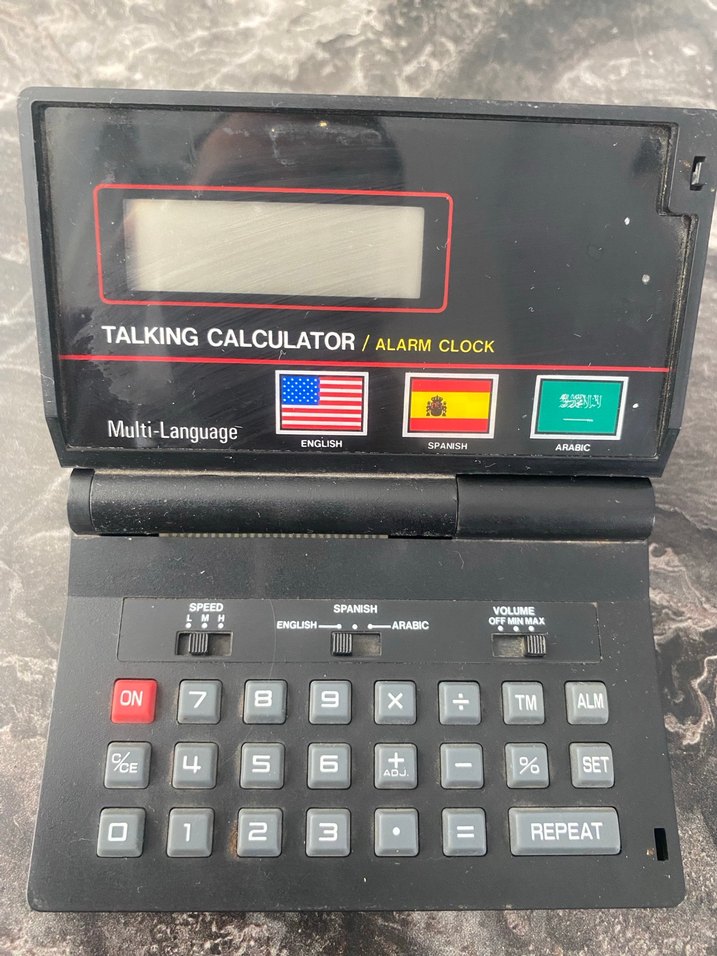 TALKING CALCULATOR / ALARM CLOCK
Multi-Language
ENGLISH
SPANISH
ARABIC
SPEED
L M H
SPANISH
ENGLISH
ARABIC
VOLUME
OFF MIN MAX
ON 7 8 9 × ÷ TM ALM
C/CE 4 5 6 + ADJ. − % SET
0 1 2 3 • = REPEAT